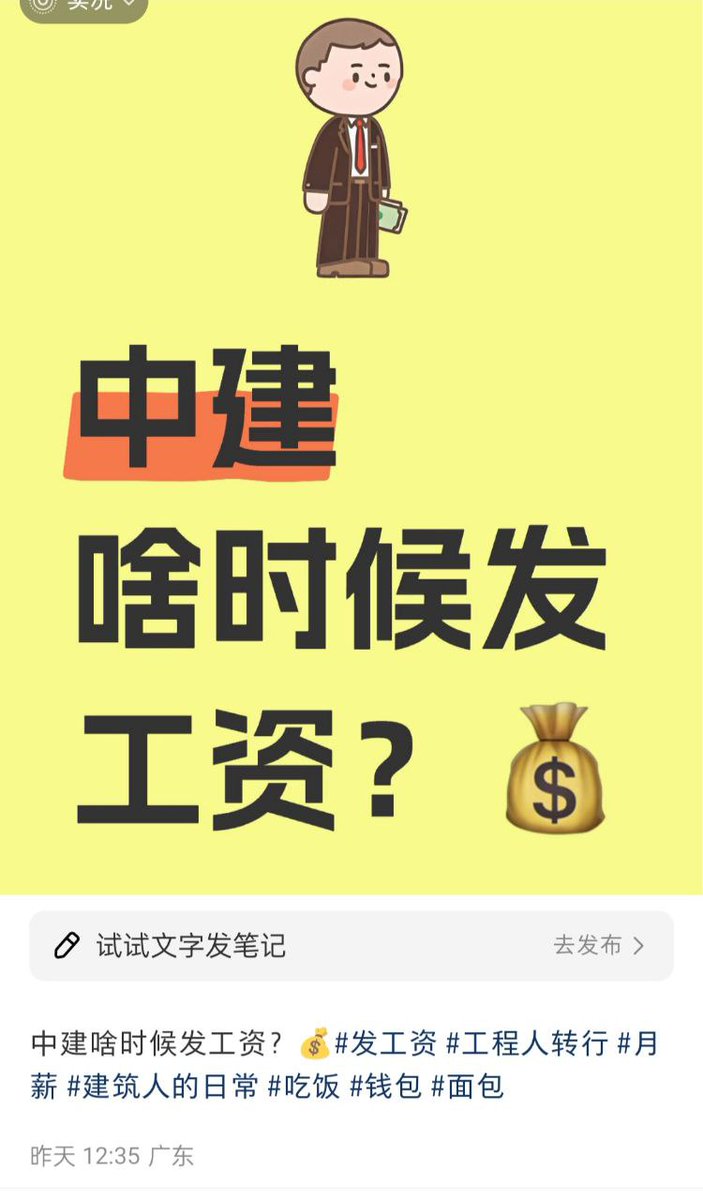 实况
中建
啥时候发
工资？
试试文字发笔记
去发布
中建啥时候发工资？💰#发工资 #工程人转行 #月
薪 #建筑人的日常 #吃饭 #钱包 #面包
昨天 12:35 广东